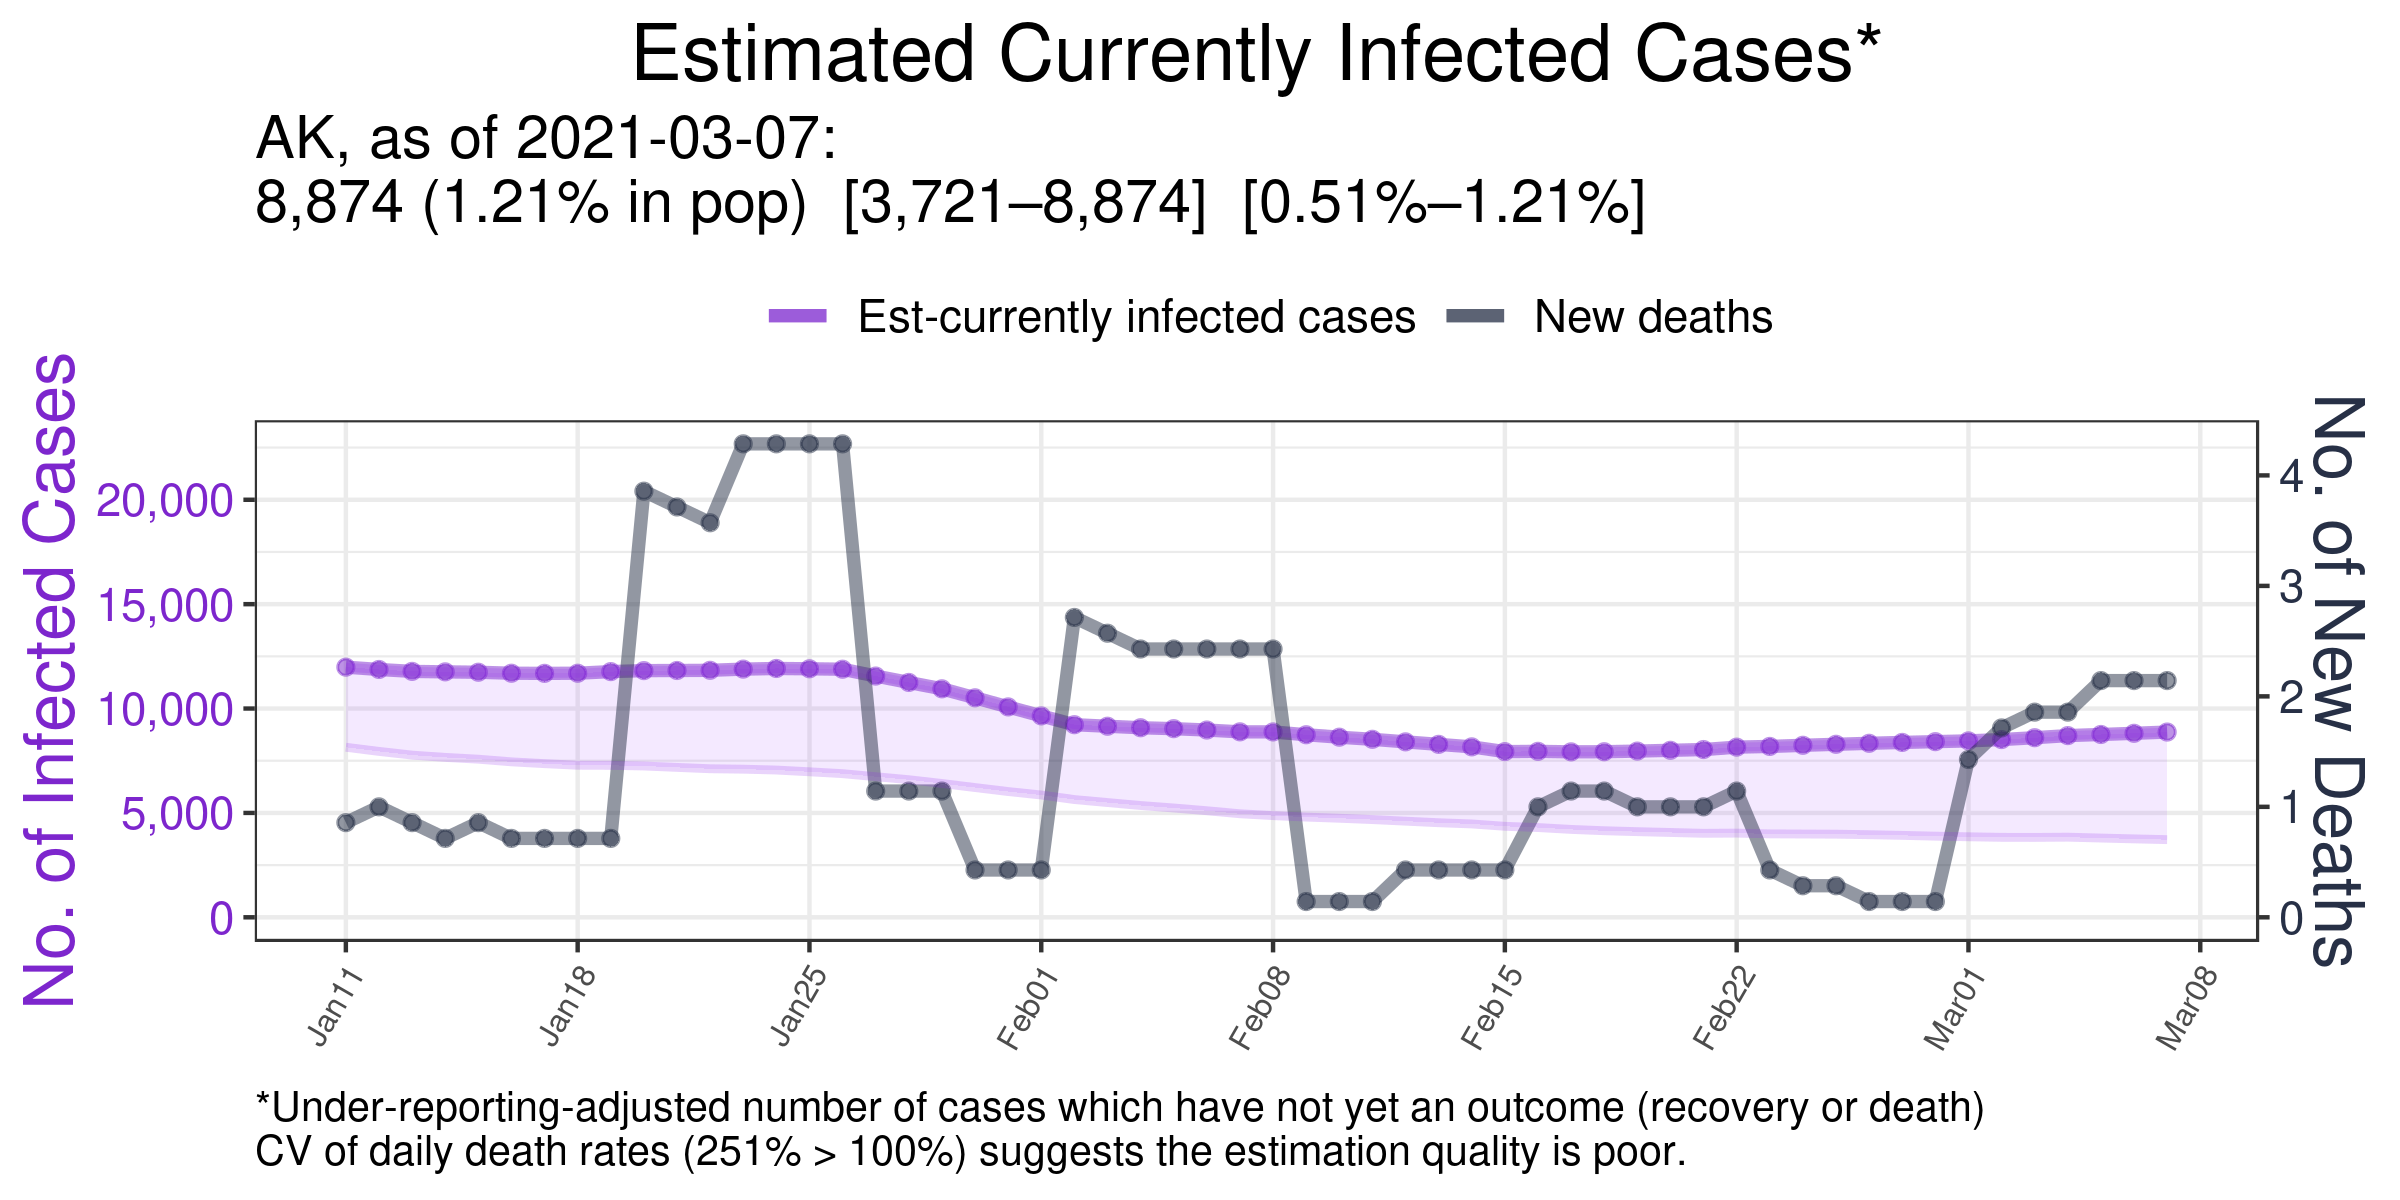 Estimated Currently Infected Cases*
AK, as of 2021-03-07:
8,874 (1.21% in pop)  [3,721–8,874]  [0.51%–1.21%]
Est-currently infected cases
New deaths
No. of Infected Cases
20,000
15,000
10,000
5,000
0
4
3
2
1
0
No. of New Deaths
Jan11
Jan18
Jan25
Feb01
Feb08
Feb15
Feb22
Mar01
Mar08
*Under-reporting-adjusted number of cases which have not yet an outcome (recovery or death)
CV of daily death rates (251% > 100%) suggests the estimation quality is poor.